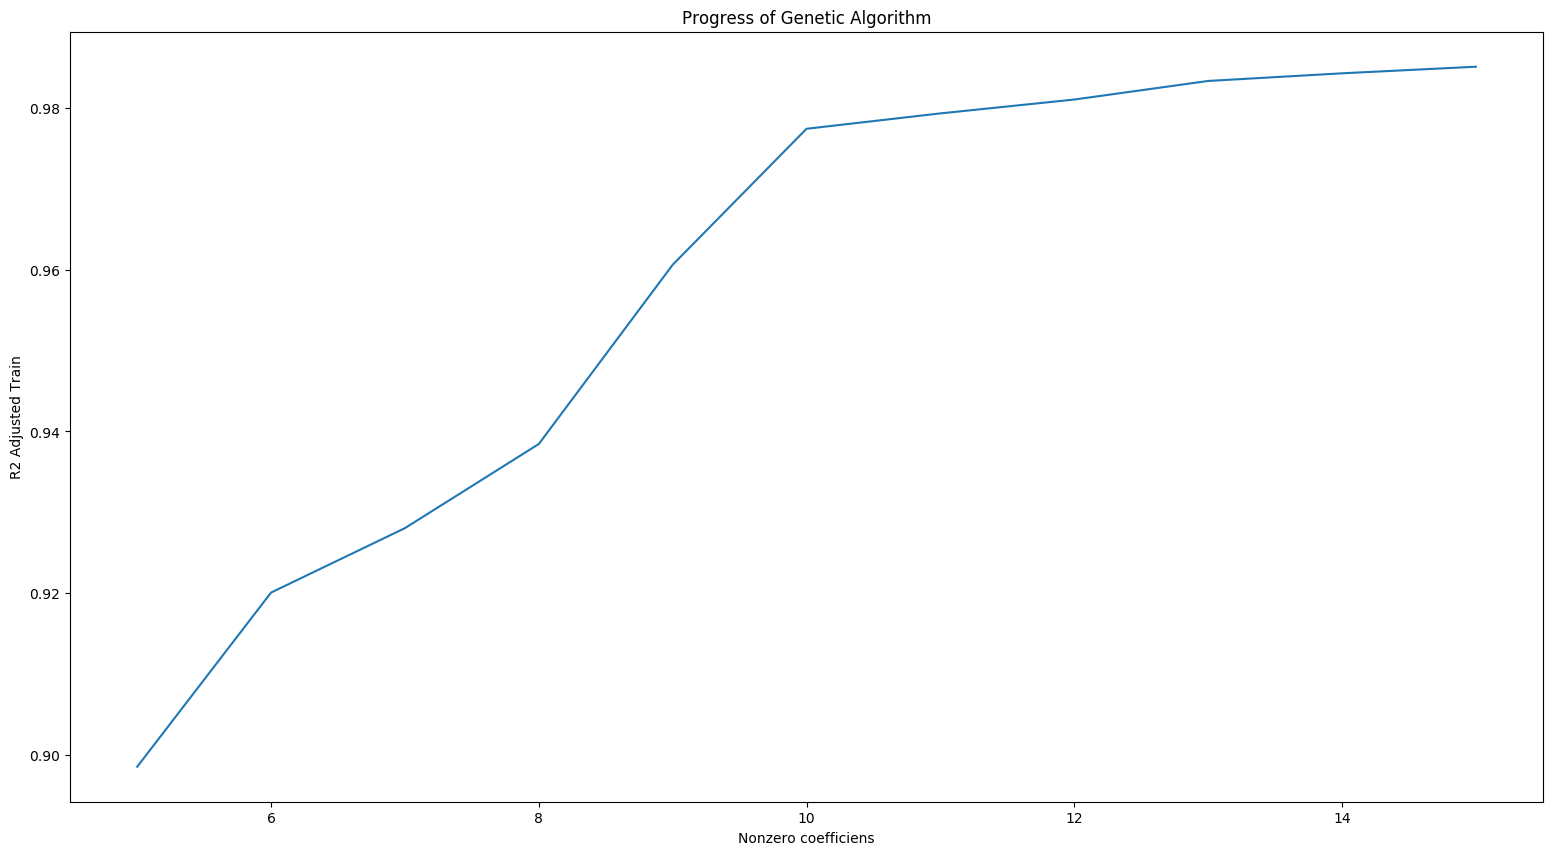 Progress of Genetic Algorithm
R2 Adjusted Train
0.98
0.96
0.94
0.92
0.90
6 8 10 12 14
Nonzero coefficiens